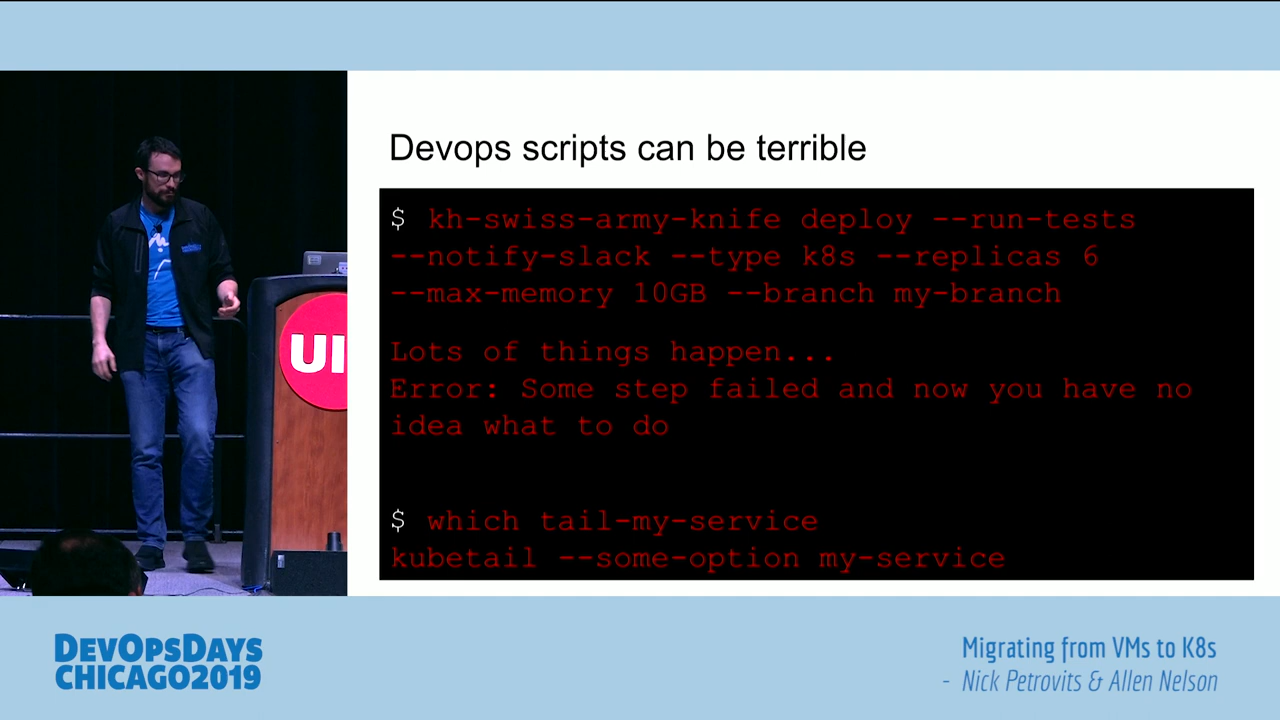 Devops scripts can be terrible
$ kh-swiss-army-knife deploy --run-tests
--notify-slack --type k8s --replicas 6
--max-memory 10GB --branch my-branch
Lots of things happen...
Error: Some step failed and now you have no
idea what to do
$ which tail-my-service
kubetail --some-option my-service
UI
DEVOPSDAYS
CHICAGO2019
Migrating from VMs to K8s
- Nick Petrovits & Allen Nelson